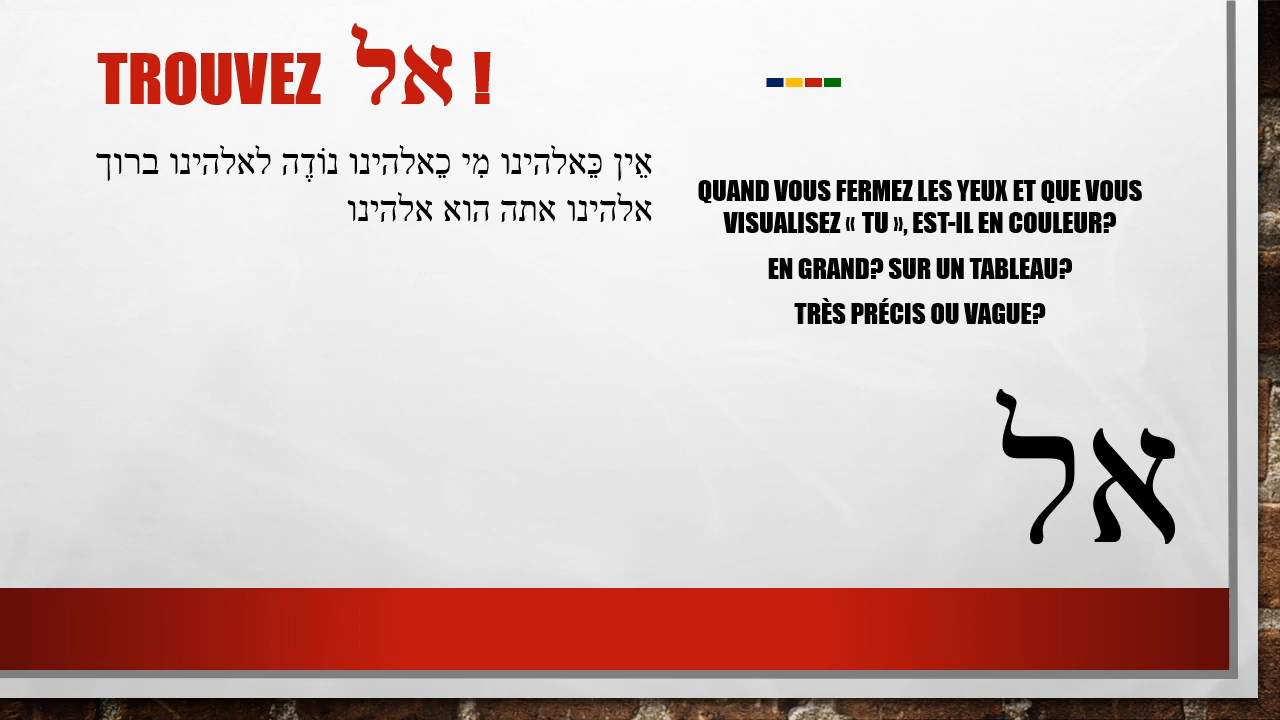 TROUVEZ אל !
אֵין כֵּאלהינו מִי כֵאלהינו נוֹדֶה לאלהינו ברוך
אלהינו אתה הוא אלהינו
QUAND VOUS FERMEZ LES YEUX ET QUE VOUS
VISUALISEZ « TU », EST-IL EN COULEUR?
EN GRAND? SUR UN TABLEAU?
TRÈS PRÉCIS OU VAGUE?
אל